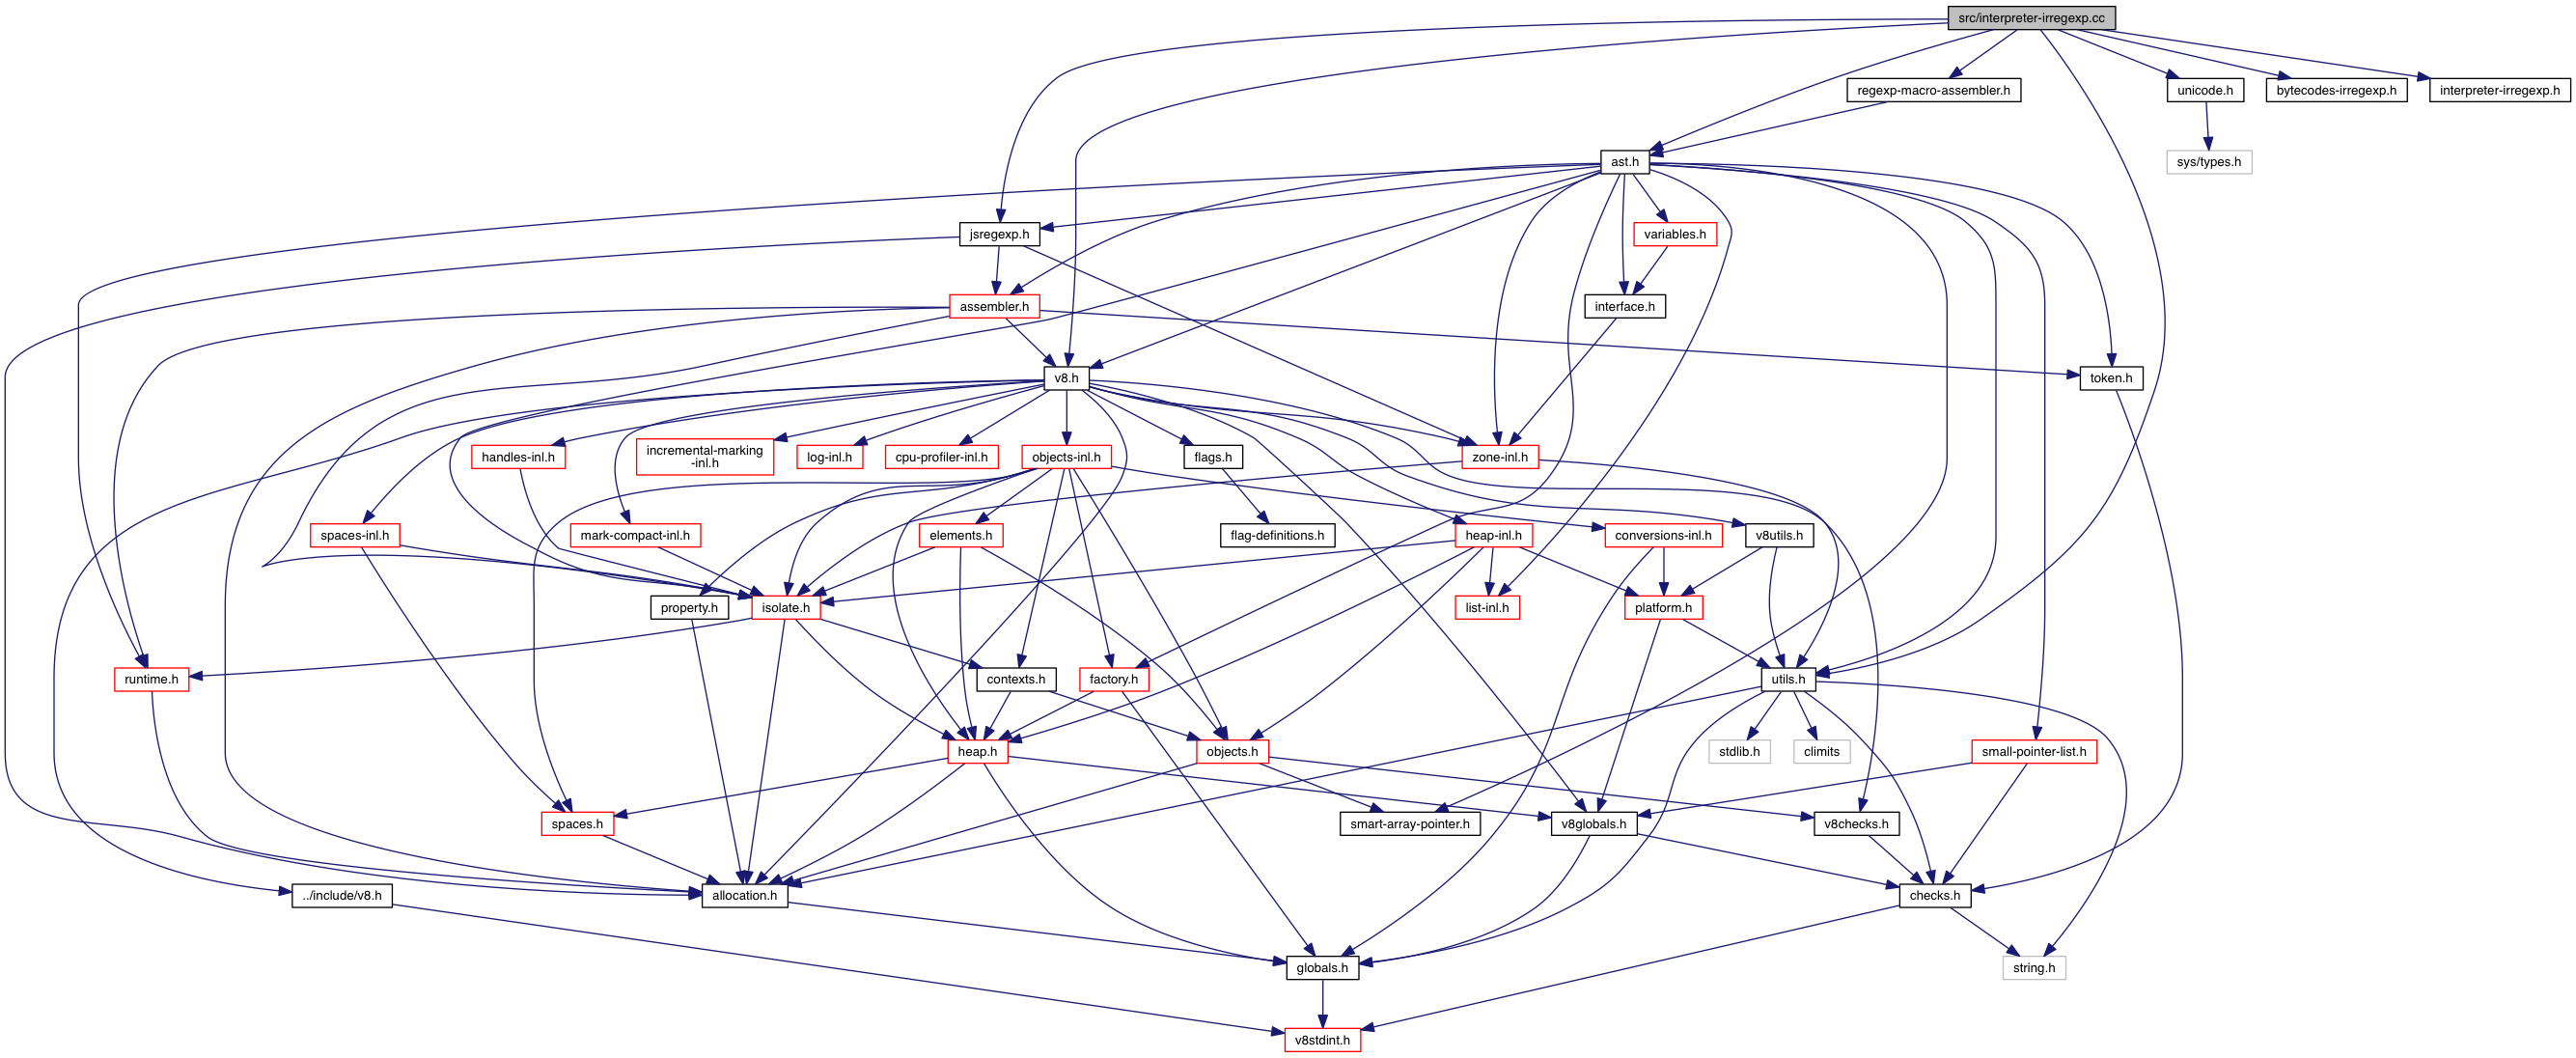 src/interpreter-irregexp.cc
regexp-macro-assembler.h
unicode.h
bytecodes-irregexp.h
interpreter-irregexp.h
ast.h
sys/types.h
jsregexp.h
variables.h
assembler.h
interface.h
v8.h
token.h
handles-inl.h
incremental-marking
-inl.h
log-inl.h
cpu-profiler-inl.h
objects-inl.h
flags.h
zone-inl.h
spaces-inl.h
mark-compact-inl.h
elements.h
flag-definitions.h
heap-inl.h
conversions-inl.h
v8utils.h
property.h
isolate.h
list-inl.h
platform.h
runtime.h
contexts.h
factory.h
utils.h
heap.h
objects.h
stdlib.h
climits
small-pointer-list.h
spaces.h
smart-array-pointer.h
v8globals.h
v8checks.h
../include/v8.h
allocation.h
checks.h
globals.h
string.h
v8stdint.h